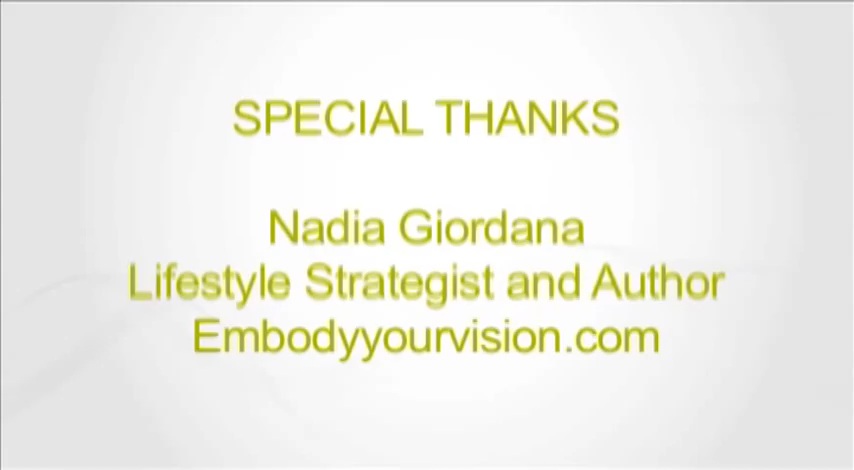 SPECIAL THANKS
Nadia Giordana
Lifestyle Strategist and Author
Embodyyourvision.com